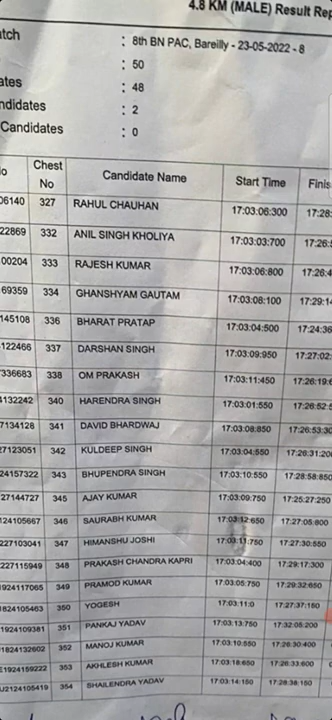 4.8 KM (MALE) Result Rep
atch : 8th BN PAC, Bareilly - 23-05-2022 - 8
: 50
ates : 48
ndidates : 2
Candidates : 0
o Chest No Candidate Name Start Time Finis
06140 327 RAHUL CHAUHAN 17:03:06:300 17:28:
22869 332 ANIL SINGH KHOLIYA 17:03:03:700 17:26:
00204 333 RAJESH KUMAR 17:03:06:800 17:26:4
69359 334 GHANSHYAM GAUTAM 17:03:08:100 17:29:14
145108 336 BHARAT PRATAP 17:03:04:500 17:24:36
122466 337 DARSHAN SINGH 17:03:09:950 17:27:02:
336683 338 OM PRAKASH 17:03:11:450 17:26:19:6
4132242 340 HARENDRA SINGH 17:03:01:550 17:26:52:5
7134128 341 DAVID BHARDWAJ 17:03:08:850 17:26:53:30
27123051 342 KULDEEP SINGH 17:03:04:550 17:26:31:20
24157322 343 BHUPENDRA SINGH 17:03:10:550 17:28:58:850
27144727 345 AJAY KUMAR 17:03:09:750 17:25:27:250
124105667 346 SAURABH KUMAR 17:03:12:650 17:27:05:800
227103041 347 HIMANSHU JOSHI 17:03:11:750 17:27:30:550
227115949 348 PRAKASH CHANDRA KAPRI 17:03:04:400 17:29:17:300
1924117065 349 PRAMOD KUMAR 17:03:05:750 17:29:32:650
1824105463 350 YOGESH 17:03:11:0 17:27:37:150
1924109381 351 PANKAJ YADAV 17:03:13:750 17:32:05:200
1824132602 352 MANOJ KUMAR 17:03:10:550 17:26:30:400
E1924159222 353 AKHLESH KUMAR 17:03:18:650 17:26:33:600
U2124105419 354 SHAILENDRA YADAV 17:03:14:150 17:28:38:150